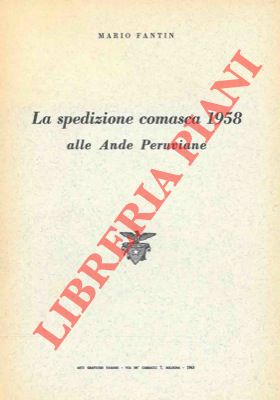 MARIO FANTIN
La spedizione comasca 1958
alle Ande Peruviane
LIBRERIA PIANI